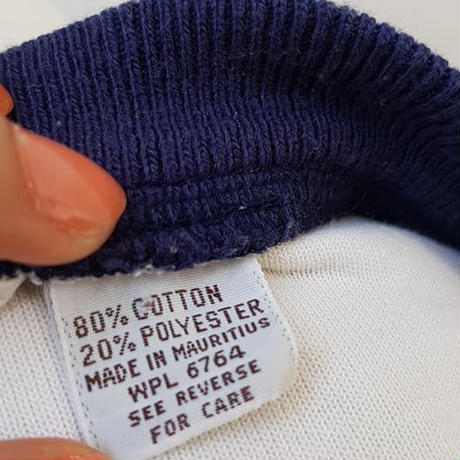 80% COTTON
20% POLYESTER
MADE IN MAURITIUS
WPL 6764
SEE REVERSE
FOR CARE